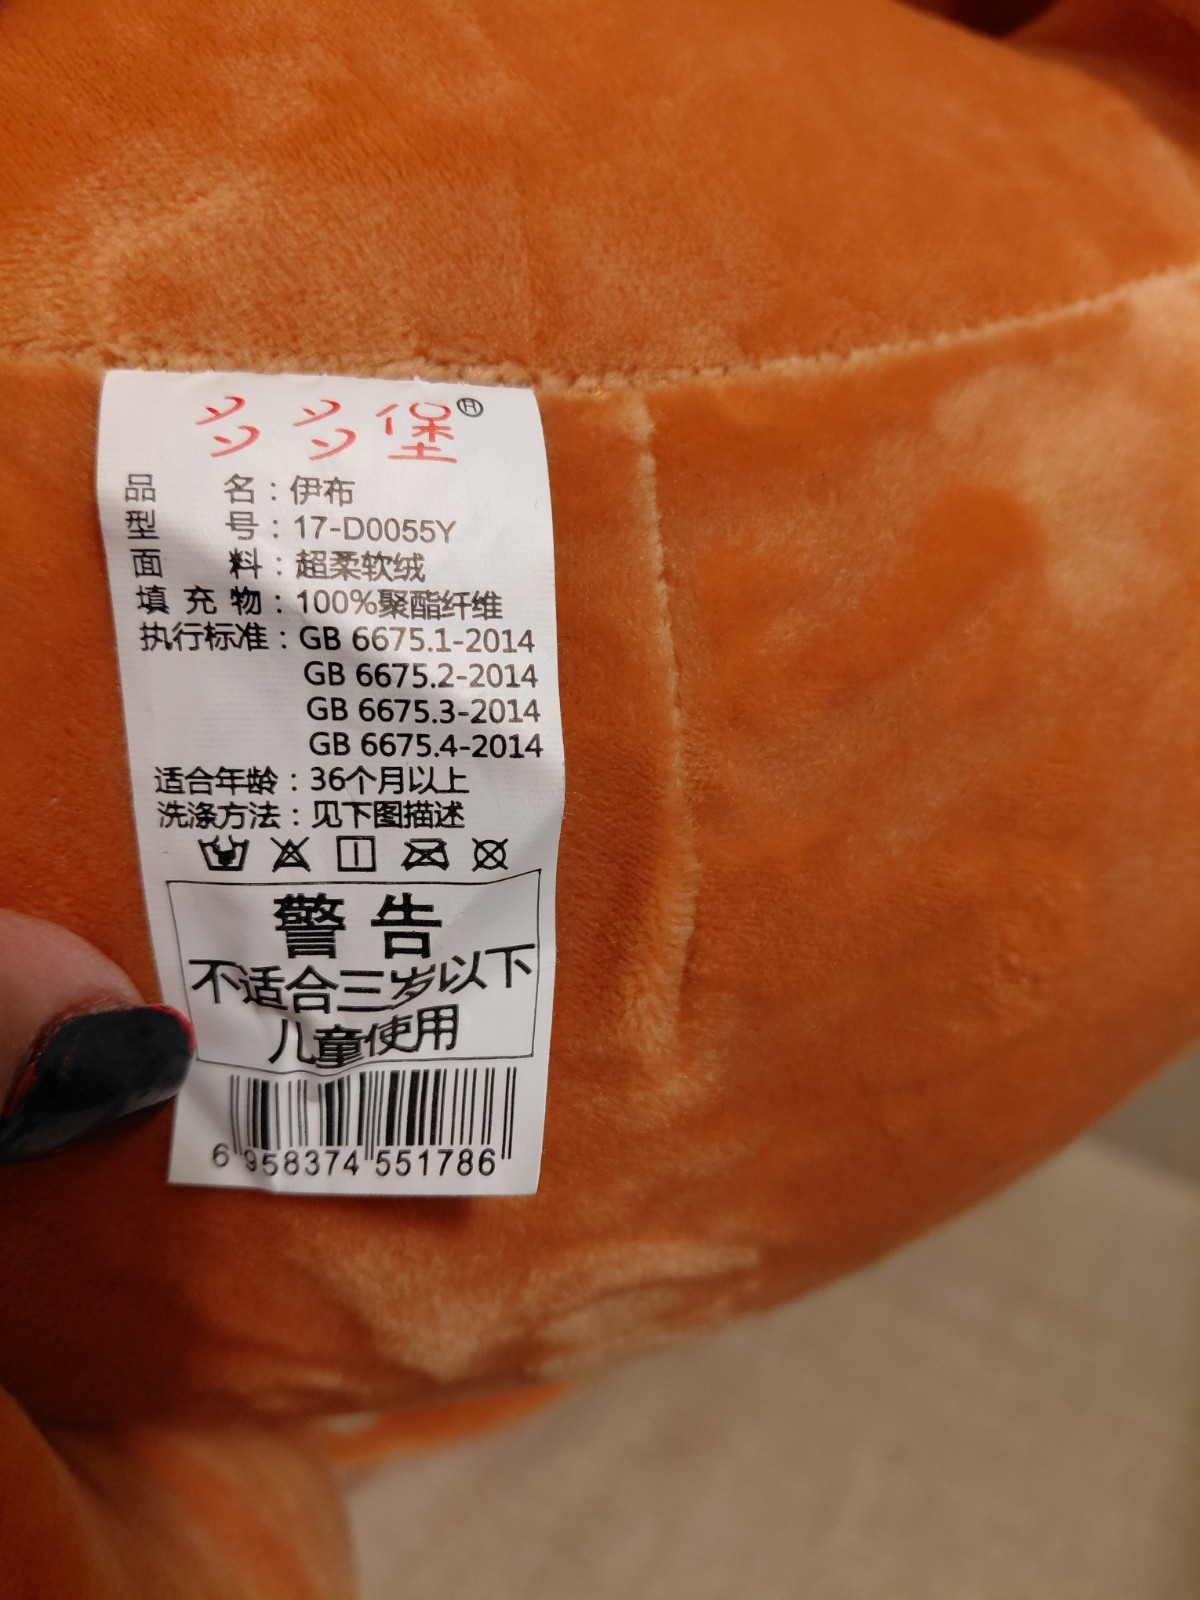 多多堡®
品 名：伊布
型 号：17-D0055Y
面 料：超柔软绒
填 充 物：100%聚酯纤维
执行标准：GB 6675.1-2014
GB 6675.2-2014
GB 6675.3-2014
GB 6675.4-2014
适合年龄：36个月以上
洗涤方法：见下图描述
警告
不适合三岁以下
儿童使用
6 958374 551786